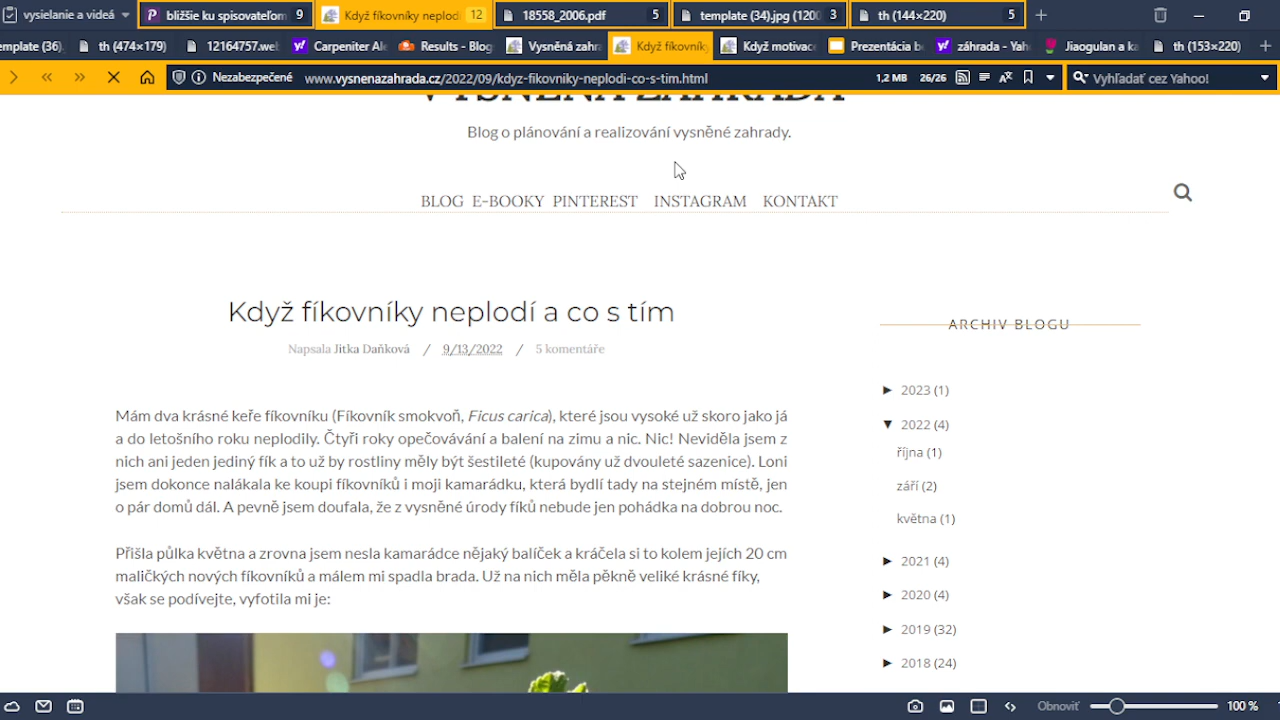 vysielanie a videá
bližšie ku spisovateľom 9
Když fíkovníky neplodí 12
18558_2006.pdf 5
template (34).jpg (1200 3
th (144×220) 5
emplate (36).
th (474×179)
12164757.we
Carpeniter Ale
Results - Blog
Vysněná zahr
Když fíkovníky
Když motivace
Prezentácia b
záhrada - Yah
Jiaogulan a ka
th (153×220)
Nezabezpečené www.vysnenazahrada.cz/2022/09/kdyz-fikovniky-neplodi-co-s-tim.html 1,2 MB 26/26 Vyhľadať cez Yahoo!
VYSNĚNÁ ZAHRADA
Blog o plánování a realizování vysněné zahrady.
BLOG E-BOOKY PINTEREST INSTAGRAM KONTAKT
Když fíkovníky neplodí a co s tím
Napsala Jitka Daňková / 9/13/2022 / 5 komentáře
Mám dva krásné keře fíkovníku (Fíkovník smokvoň, Ficus carica), které jsou vysoké už skoro jako já
a do letošního roku neplodily. Čtyři roky opečovávání a balení na zimu a nic. Nic! Neviděla jsem z
nich ani jeden jediný fík a to už by rostliny měly být šestileté (kupovány už dvouleté sazenice). Loni
jsem dokonce nalákala ke koupi fíkovníků i moji kamarádku, která bydlí tady na stejném místě, jen
o pár domů dál. A pevně jsem doufala, že z vysněné úrody fíků nebude jen pohádka na dobrou noc.
Přišla půlka května a zrovna jsem nesla kamarádce nějaký balíček a kráčela si to kolem jejích 20 cm
maličkých nových fíkovníků a málem mi spadla brada. Už na nich měla pěkně veliké krásné fíky,
však se podívejte, vyfotila mi je:
ARCHIV BLOGU
► 2023 (1)
▼ 2022 (4)
října (1)
září (2)
května (1)
► 2021 (4)
► 2020 (4)
► 2019 (32)
► 2018 (24)
Obnoviť 100 %